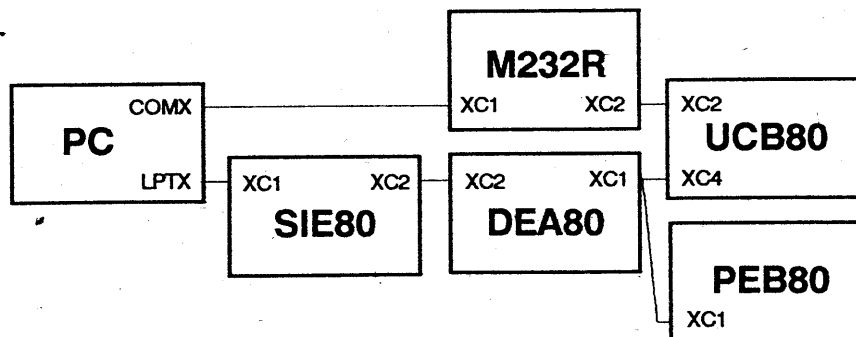 M232R
XC1 XC2
PC
COMX
LPTX
XC2
UCB80
XC4
XC1 XC2
SIE80
XC2 XC1
DEA80
PEB80
XC1